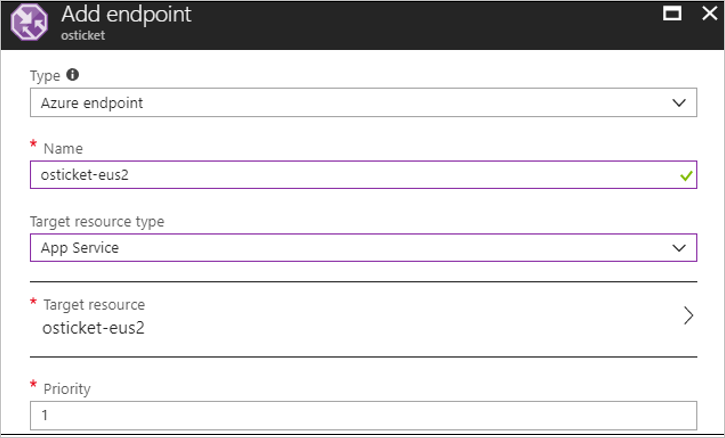 Add endpoint
osticket
Type
Azure endpoint
* Name
osticket-eus2
Target resource type
App Service
* Target resource
osticket-eus2
* Priority
1